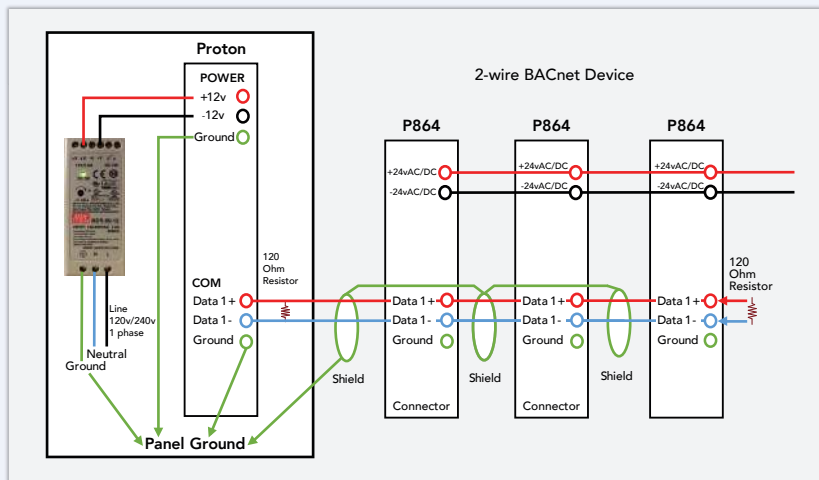 Proton
POWER
+12v
-12v
Ground
2-wire BACnet Device
P864
P864
P864
+24vAC/DC
+24vAC/DC
+24vAC/DC
-24vAC/DC
-24vAC/DC
-24vAC/DC
120
Ohm
Resistor
COM
Data 1+
Data 1-
Ground
Data 1+
Data 1-
Ground
Data 1+
Data 1-
Ground
Data 1+
Data 1-
Ground
120
Ohm
Resistor
Line
120v/240v
1 phase
Neutral
Ground
Shield
Shield
Shield
Connector
Connector
Panel Ground